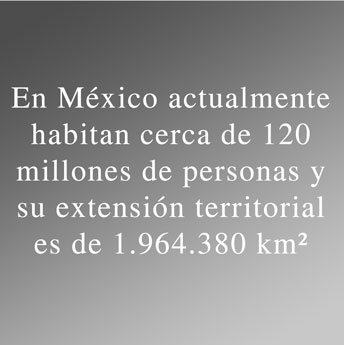 En México actualmente
habitan cerca de 120
millones de personas y
su extensión territorial
es de 1.964.380 km²